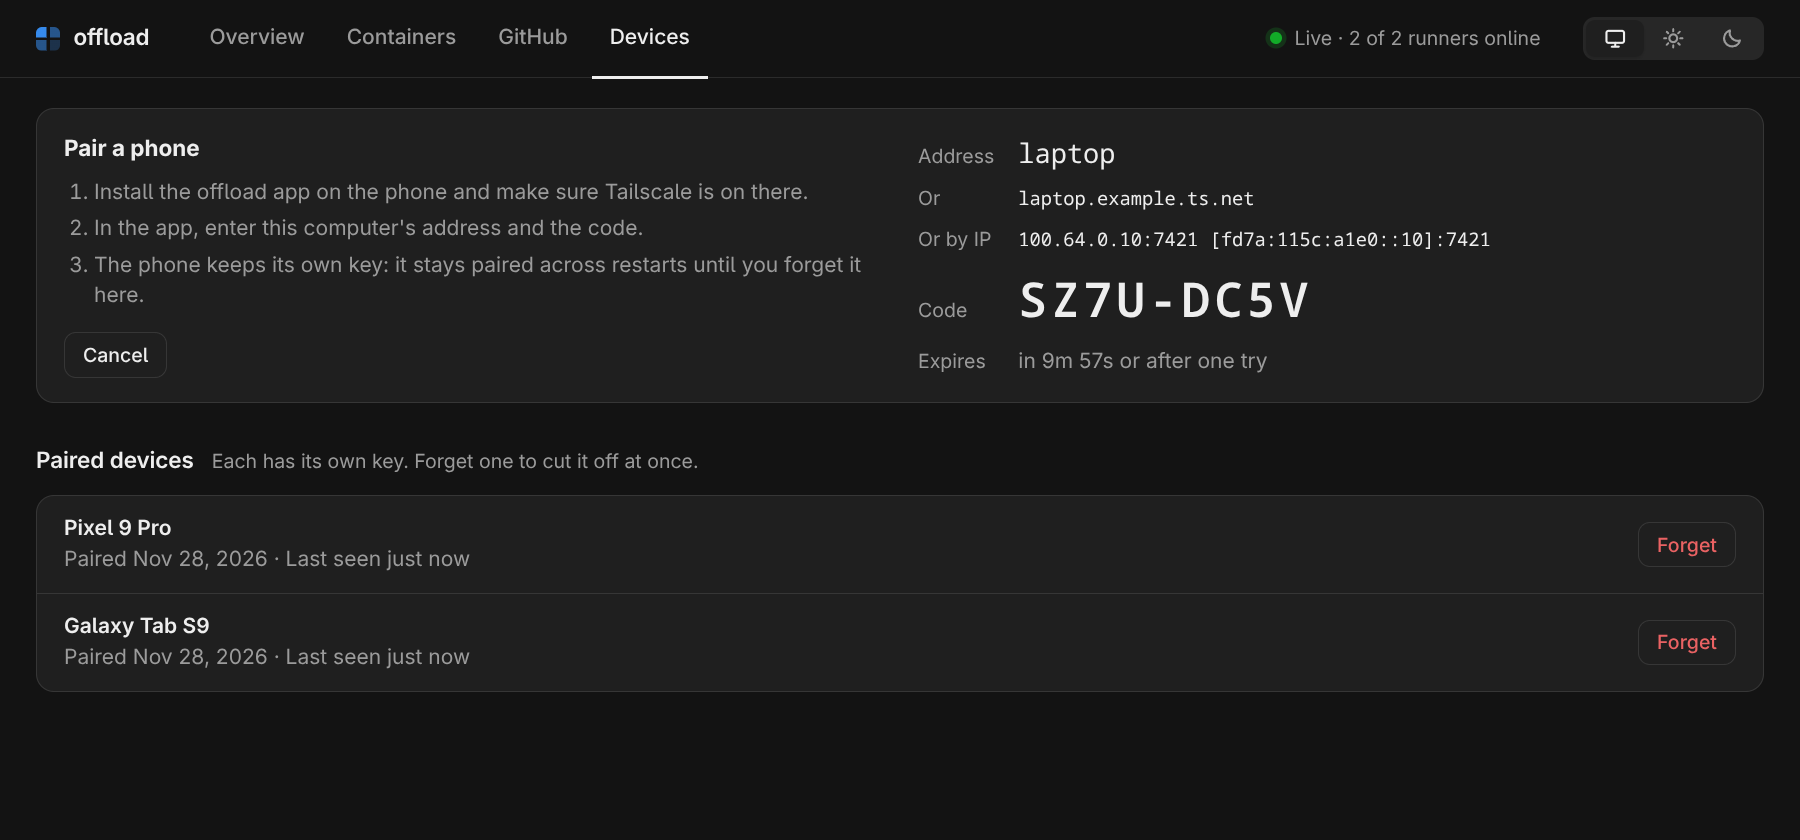 offload
Overview
Containers
GitHub
Devices
Live · 2 of 2 runners online
Pair a phone
1. Install the offload app on the phone and make sure Tailscale is on there.
2. In the app, enter this computer's address and the code.
3. The phone keeps its own key: it stays paired across restarts until you forget it
here.
Cancel
Address laptop
Or laptop.example.ts.net
Or by IP 100.64.0.10:7421 [fd7a:115c:a1e0::10]:7421
Code SZ7U-DC5V
Expires in 9m 57s or after one try
Paired devices Each has its own key. Forget one to cut it off at once.
Pixel 9 Pro
Paired Nov 28, 2026 · Last seen just now
Forget
Galaxy Tab S9
Paired Nov 28, 2026 · Last seen just now
Forget